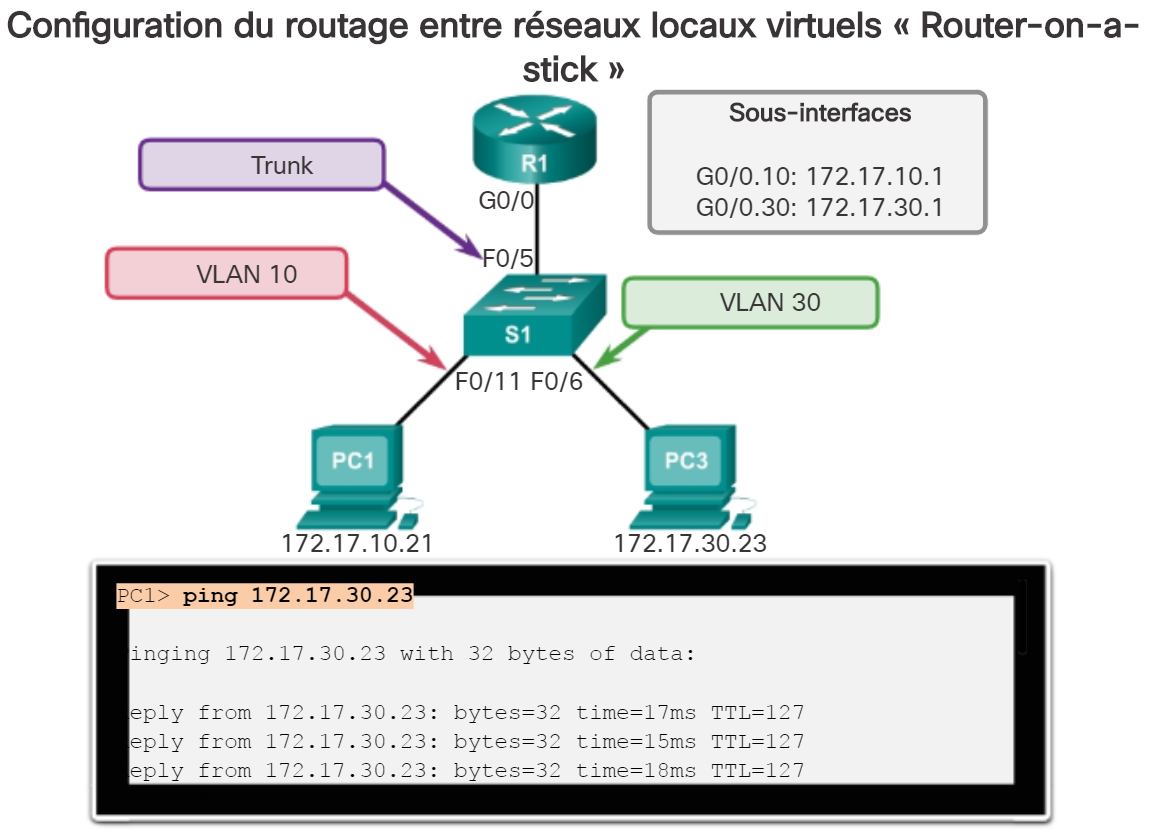 Configuration du routage entre réseaux locaux virtuels « Router-on-a-
stick »
Sous-interfaces
Trunk
R1
G0/0.10: 172.17.10.1
G0/0
G0/0.30: 172.17.30.1
F0/5
VLAN 10
VLAN 30
S1
F0/11 F0/6
PC1
PC3
172.17.10.21
172.17.30.23
PC1> ping 172.17.30.23
inging 172.17.30.23 with 32 bytes of data:
eply from 172.17.30.23: bytes=32 time=17ms TTL=127
eply from 172.17.30.23: bytes=32 time=15ms TTL=127
eply from 172.17.30.23: bytes=32 time=18ms TTL=127